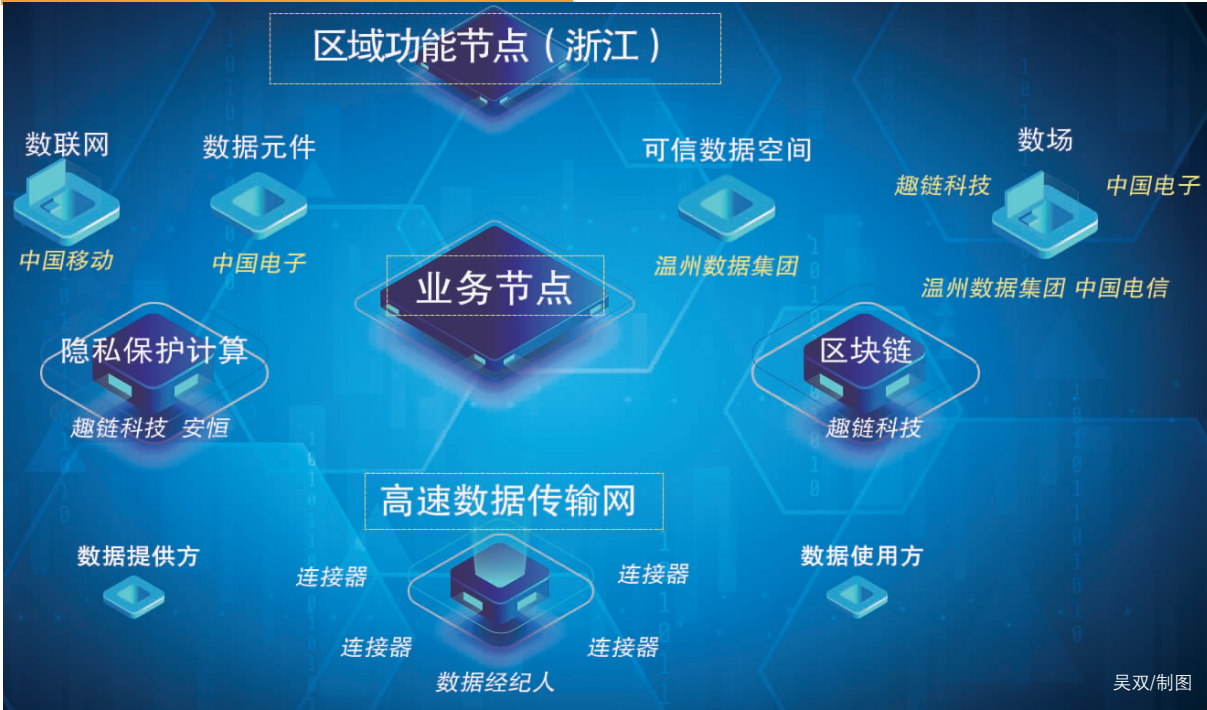 区域功能节点（浙江）
数联网
数据元件
可信数据空间
数场
趣链科技
中国电子
中国移动
中国电子
温州数据集团
温州数据集团 中国电信
业务节点
隐私保护计算
区块链
趣链科技 安恒
趣链科技
高速数据传输网
数据提供方
数据使用方
连接器
连接器
连接器
连接器
数据经纪人
吴双/制图